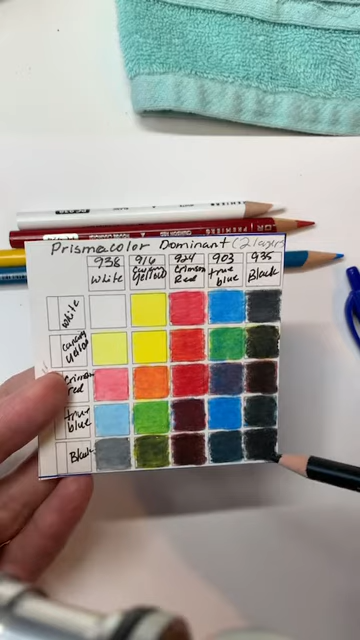 PREMIER
Prismacolor Dominant (2 layers)
938 916 924 903 935
White Canary Yellow Crimson Red True blue Black
White
Canary yellow
Crimson red
true blue
Black